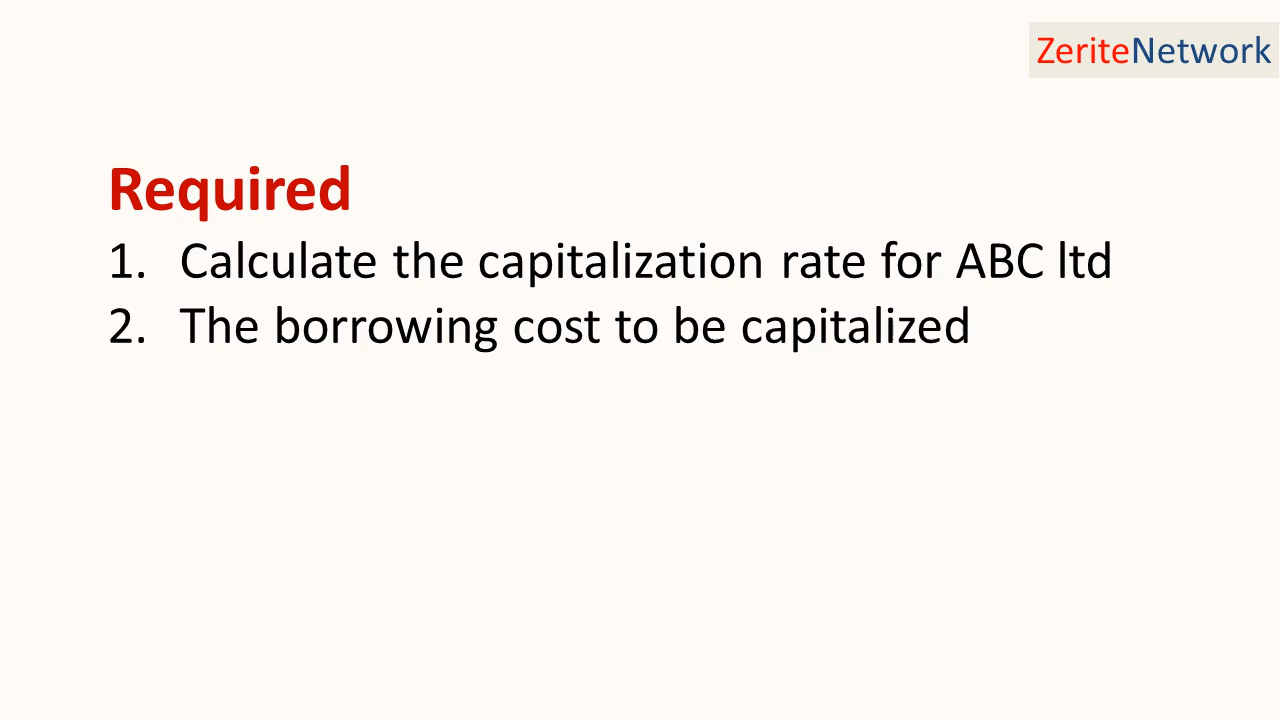 ZeriteNetwork
Required
1. Calculate the capitalization rate for ABC ltd
2. The borrowing cost to be capitalized